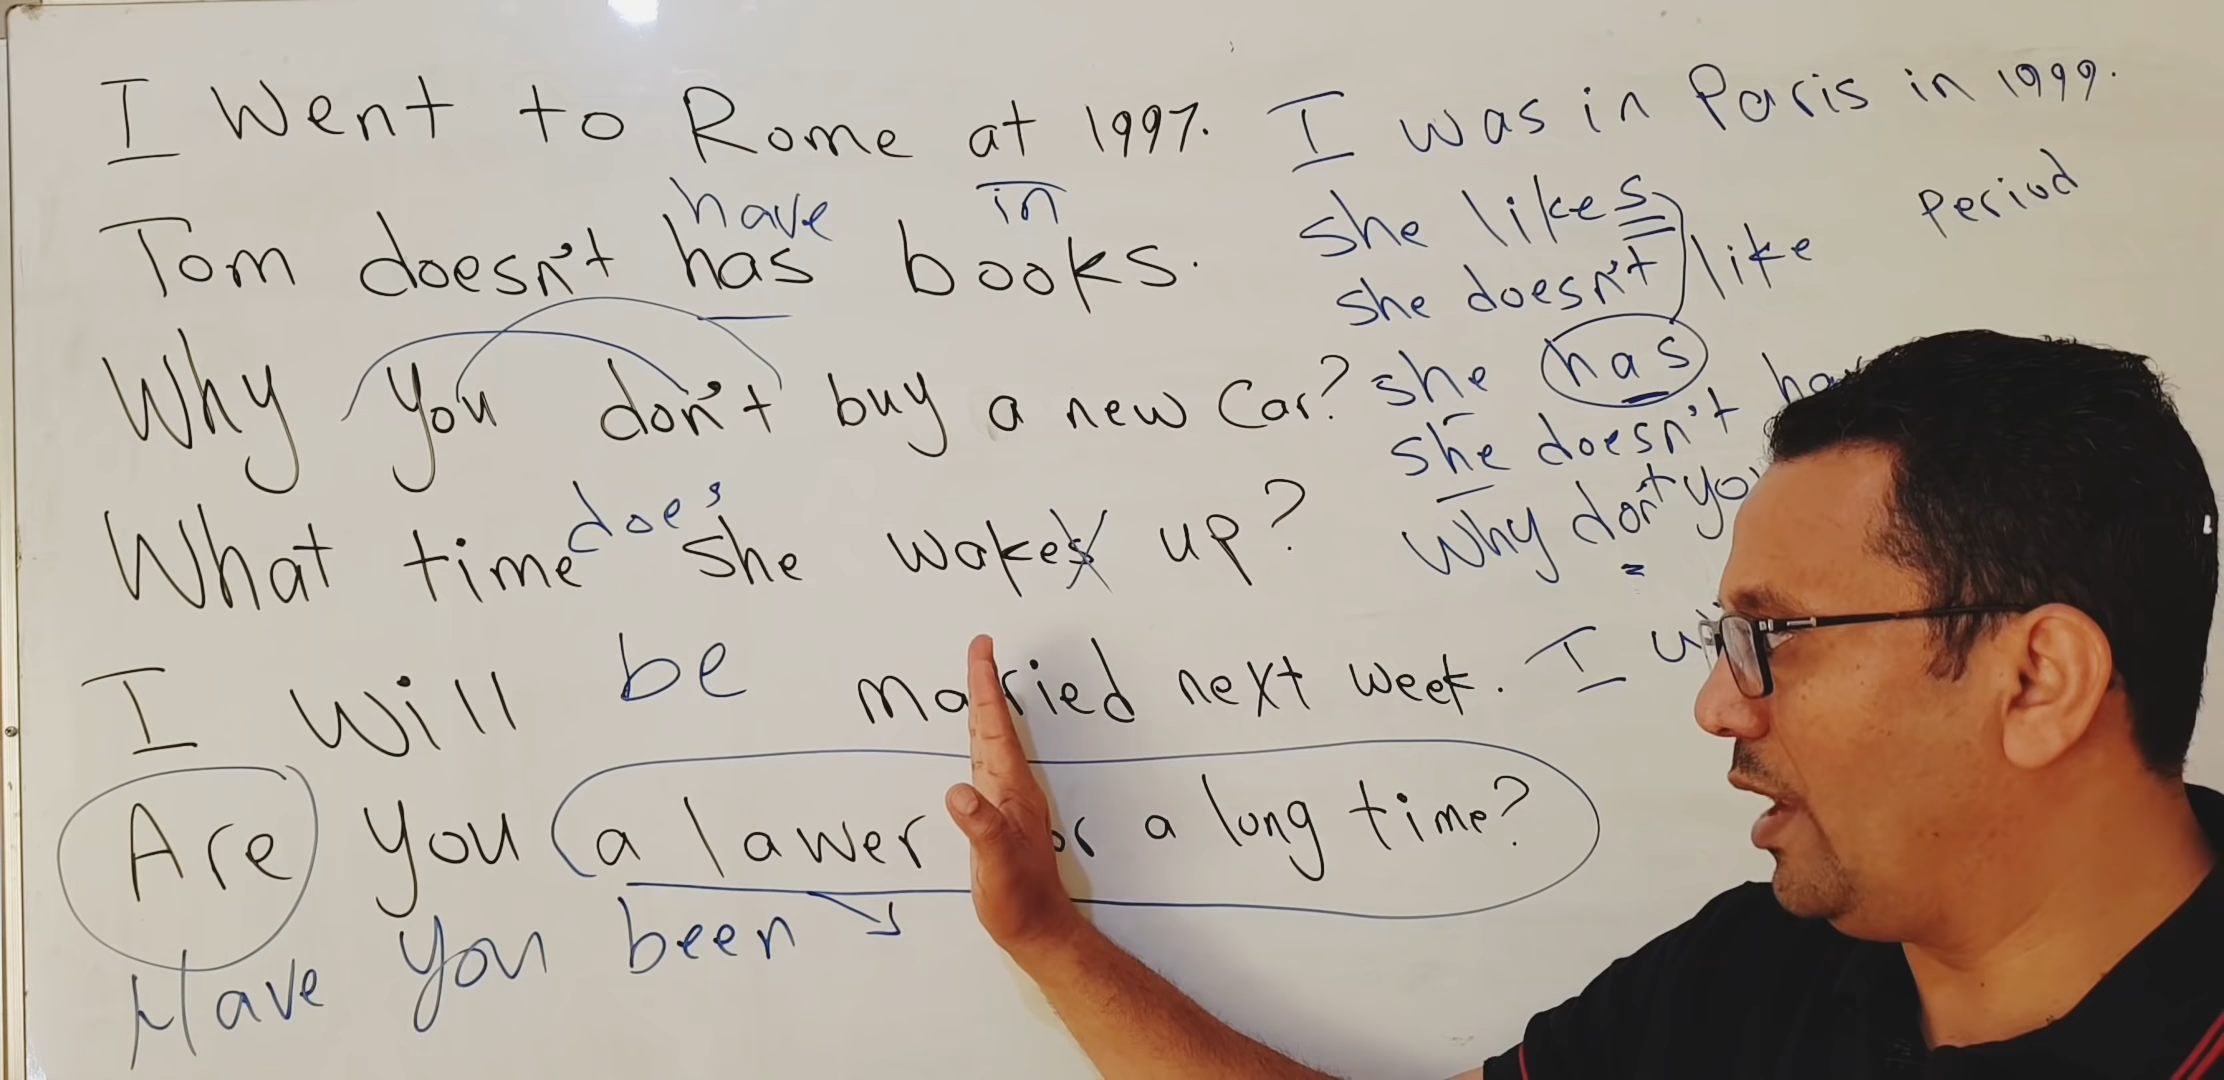 I Went to Rome at 1997.
in
Tom doesn't has books.
have
Why you don't buy a new Car?
What time does she wakes up?
I will be married next week.
Are you a lawer a long time?
Have you been
I was in Paris in 1999.
Period
she likes
she doesn't like
she has
she doesn't
Why don't
I